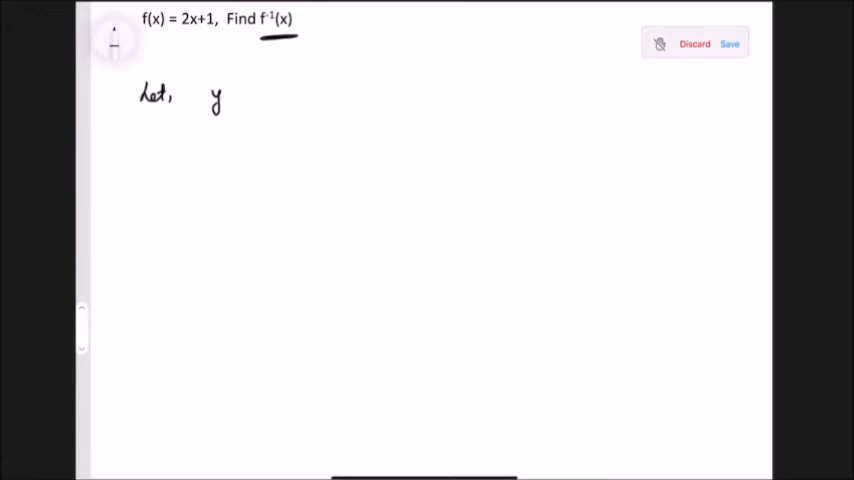 f(x) = 2x+1, Find f⁻¹(x)
Discard Save
Let, y